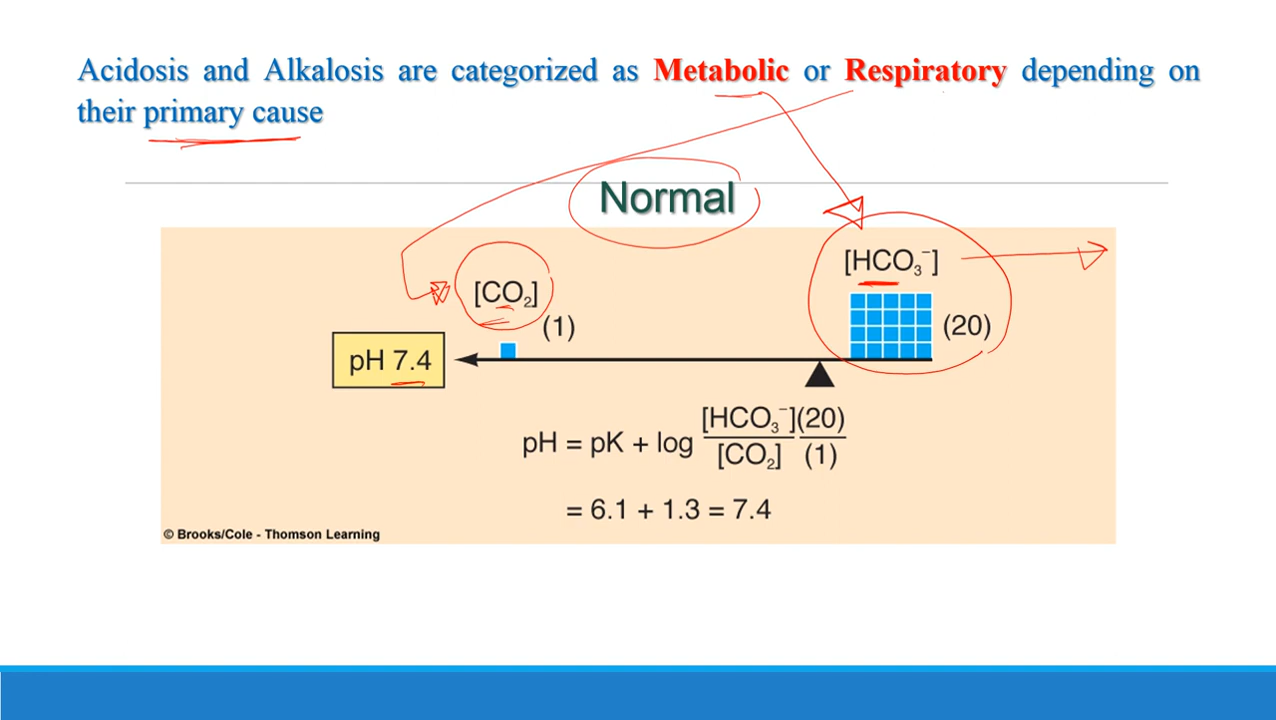 Acidosis and Alkalosis are categorized as Metabolic or Respiratory depending on
their primary cause
Normal
[HCO₃⁻]
[CO₂]
(1)
(20)
pH 7.4
pH = pK + log [HCO₃⁻](20)
[CO₂] (1)
= 6.1 + 1.3 = 7.4
© Brooks/Cole - Thomson Learning